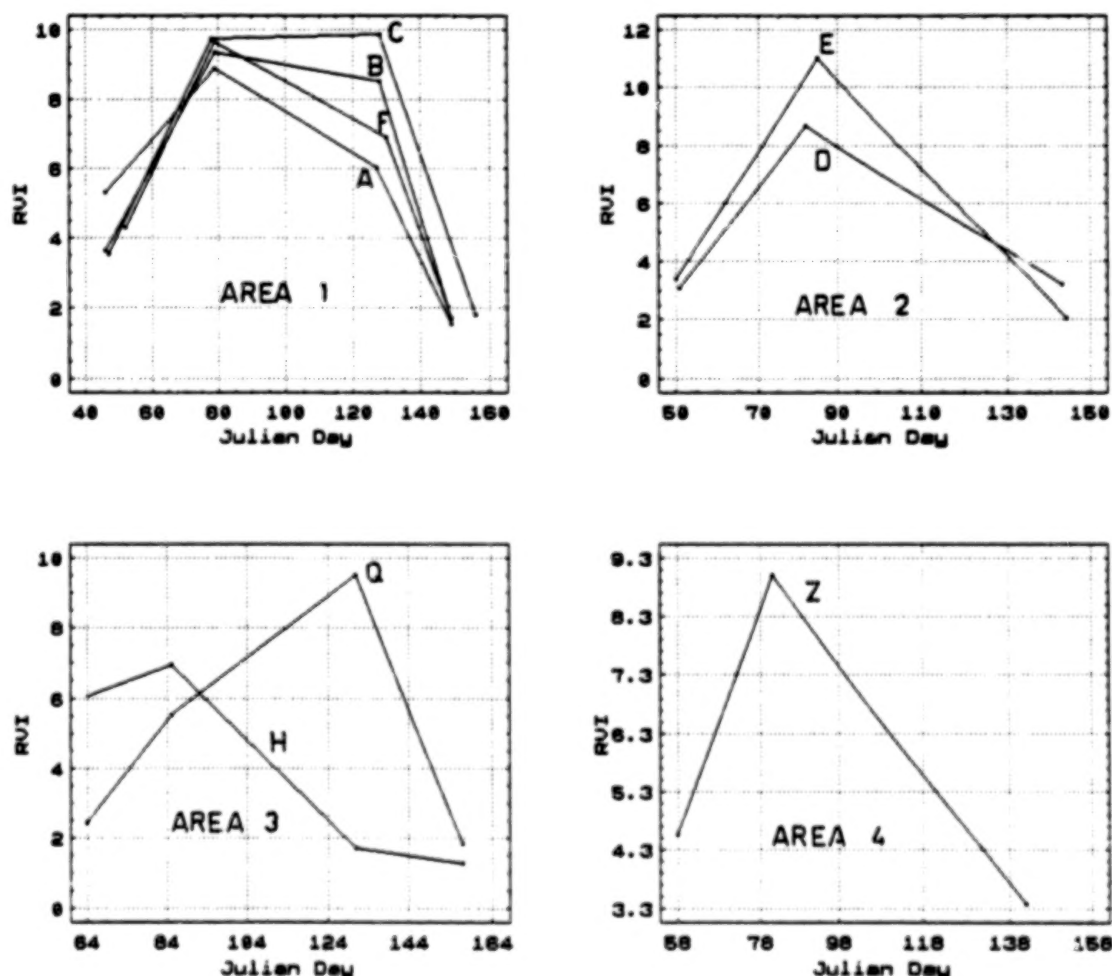 10
8
6
4
2
0
RVI
C
B
F
A
AREA 1
40 60 80 100 120 140 160
Julian Day
12
10
8
6
4
2
0
RVI
E
D
AREA 2
50 70 90 110 130 150
Julian Day
10
8
6
4
2
0
RVI
Q
H
AREA 3
64 84 104 124 144 164
Julian Day
9.3
8.3
7.3
6.3
5.3
4.3
3.3
RVI
Z
AREA 4
58 78 98 118 138 158
Julian Day